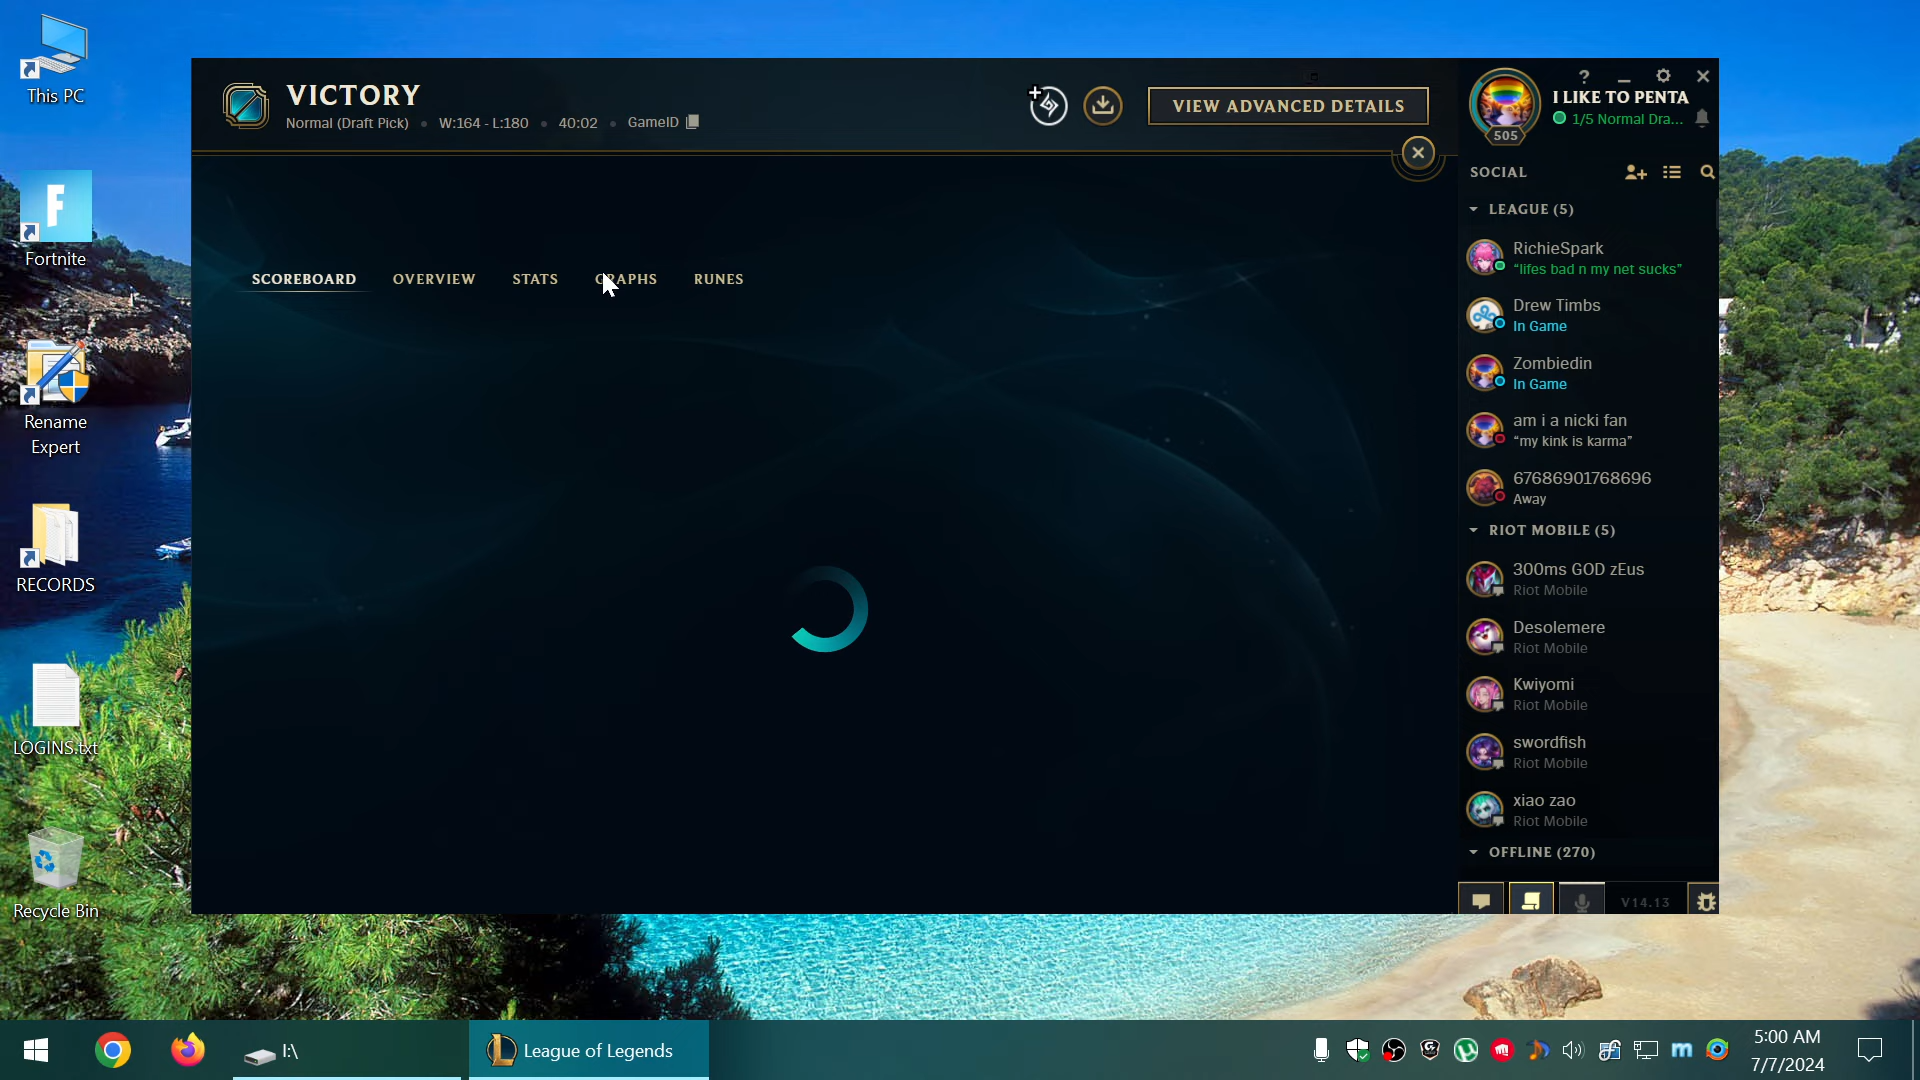 This PC
Fortnite
Rename
Expert
RECORDS
LOGINS.txt
Recycle Bin
VICTORY
Normal (Draft Pick) • W:164 - L:180 • 40:02 • GameID
VIEW ADVANCED DETAILS
SCOREBOARD OVERVIEW STATS GRAPHS RUNES
505
I LIKE TO PENTA
1/5 Normal Dra...
SOCIAL
LEAGUE (5)
RichieSpark
“lifes bad n my net sucks”
Drew Timbs
In Game
Zombiedin
In Game
am i a nicki fan
“my kink is karma”
67686901768696
Away
RIOT MOBILE (5)
300ms GOD zEus
Riot Mobile
Desolemere
Riot Mobile
Kwiyomi
Riot Mobile
swordfish
Riot Mobile
xiao zao
Riot Mobile
OFFLINE (270)
V14.13
I:\
League of Legends
5:00 AM
7/7/2024